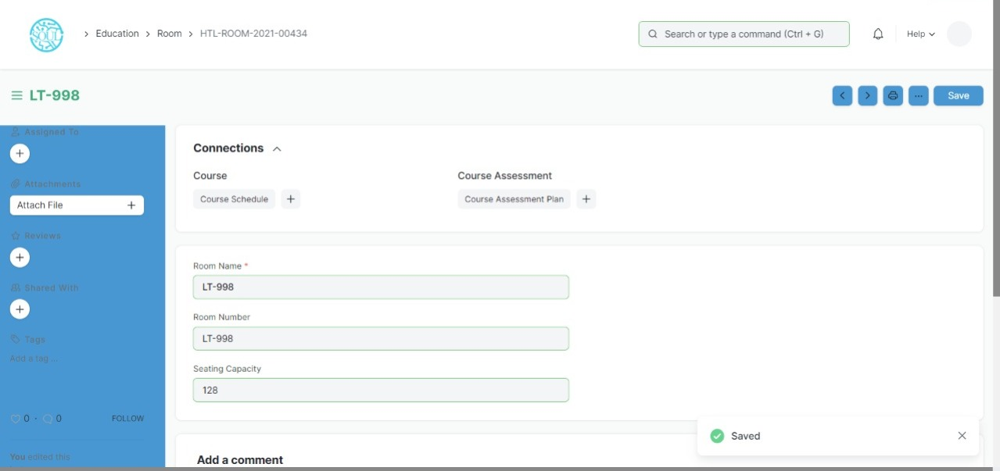 SOUL
> Education > Room > HTL-ROOM-2021-00434
Search or type a command (Ctrl + G)
Help
LT-998
Save
Assigned To
Attachments
Attach File
Reviews
Shared With
Tags
Add a tag ...
0 · 0 FOLLOW
You edited this
Connections
Course
Course Schedule +
Course Assessment
Course Assessment Plan +
Room Name *
LT-998
Room Number
LT-998
Seating Capacity
128
Add a comment
Saved